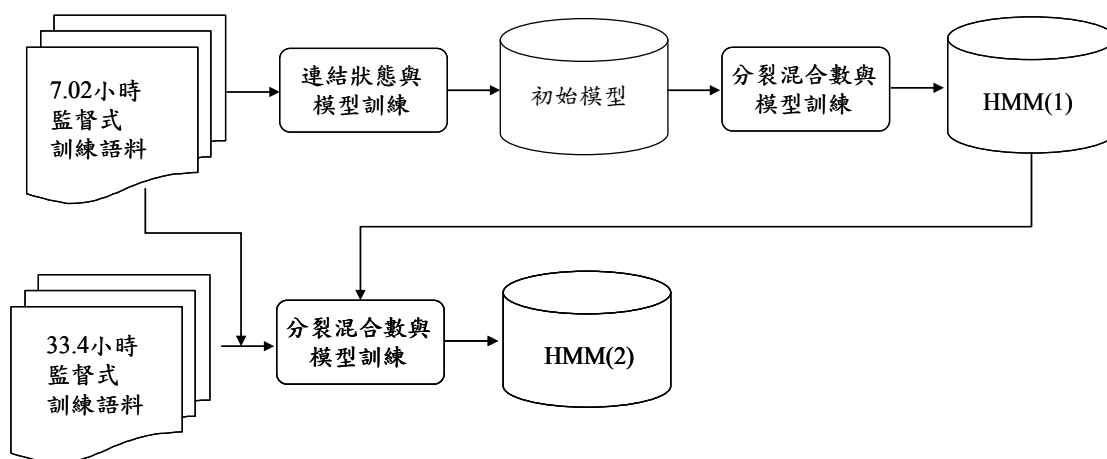 7.02小時
監督式
訓練語料
連結狀態與
模型訓練
初始模型
分裂混合數與
模型訓練
HMM(1)
33.4小時
監督式
訓練語料
分裂混合數與
模型訓練
HMM(2)